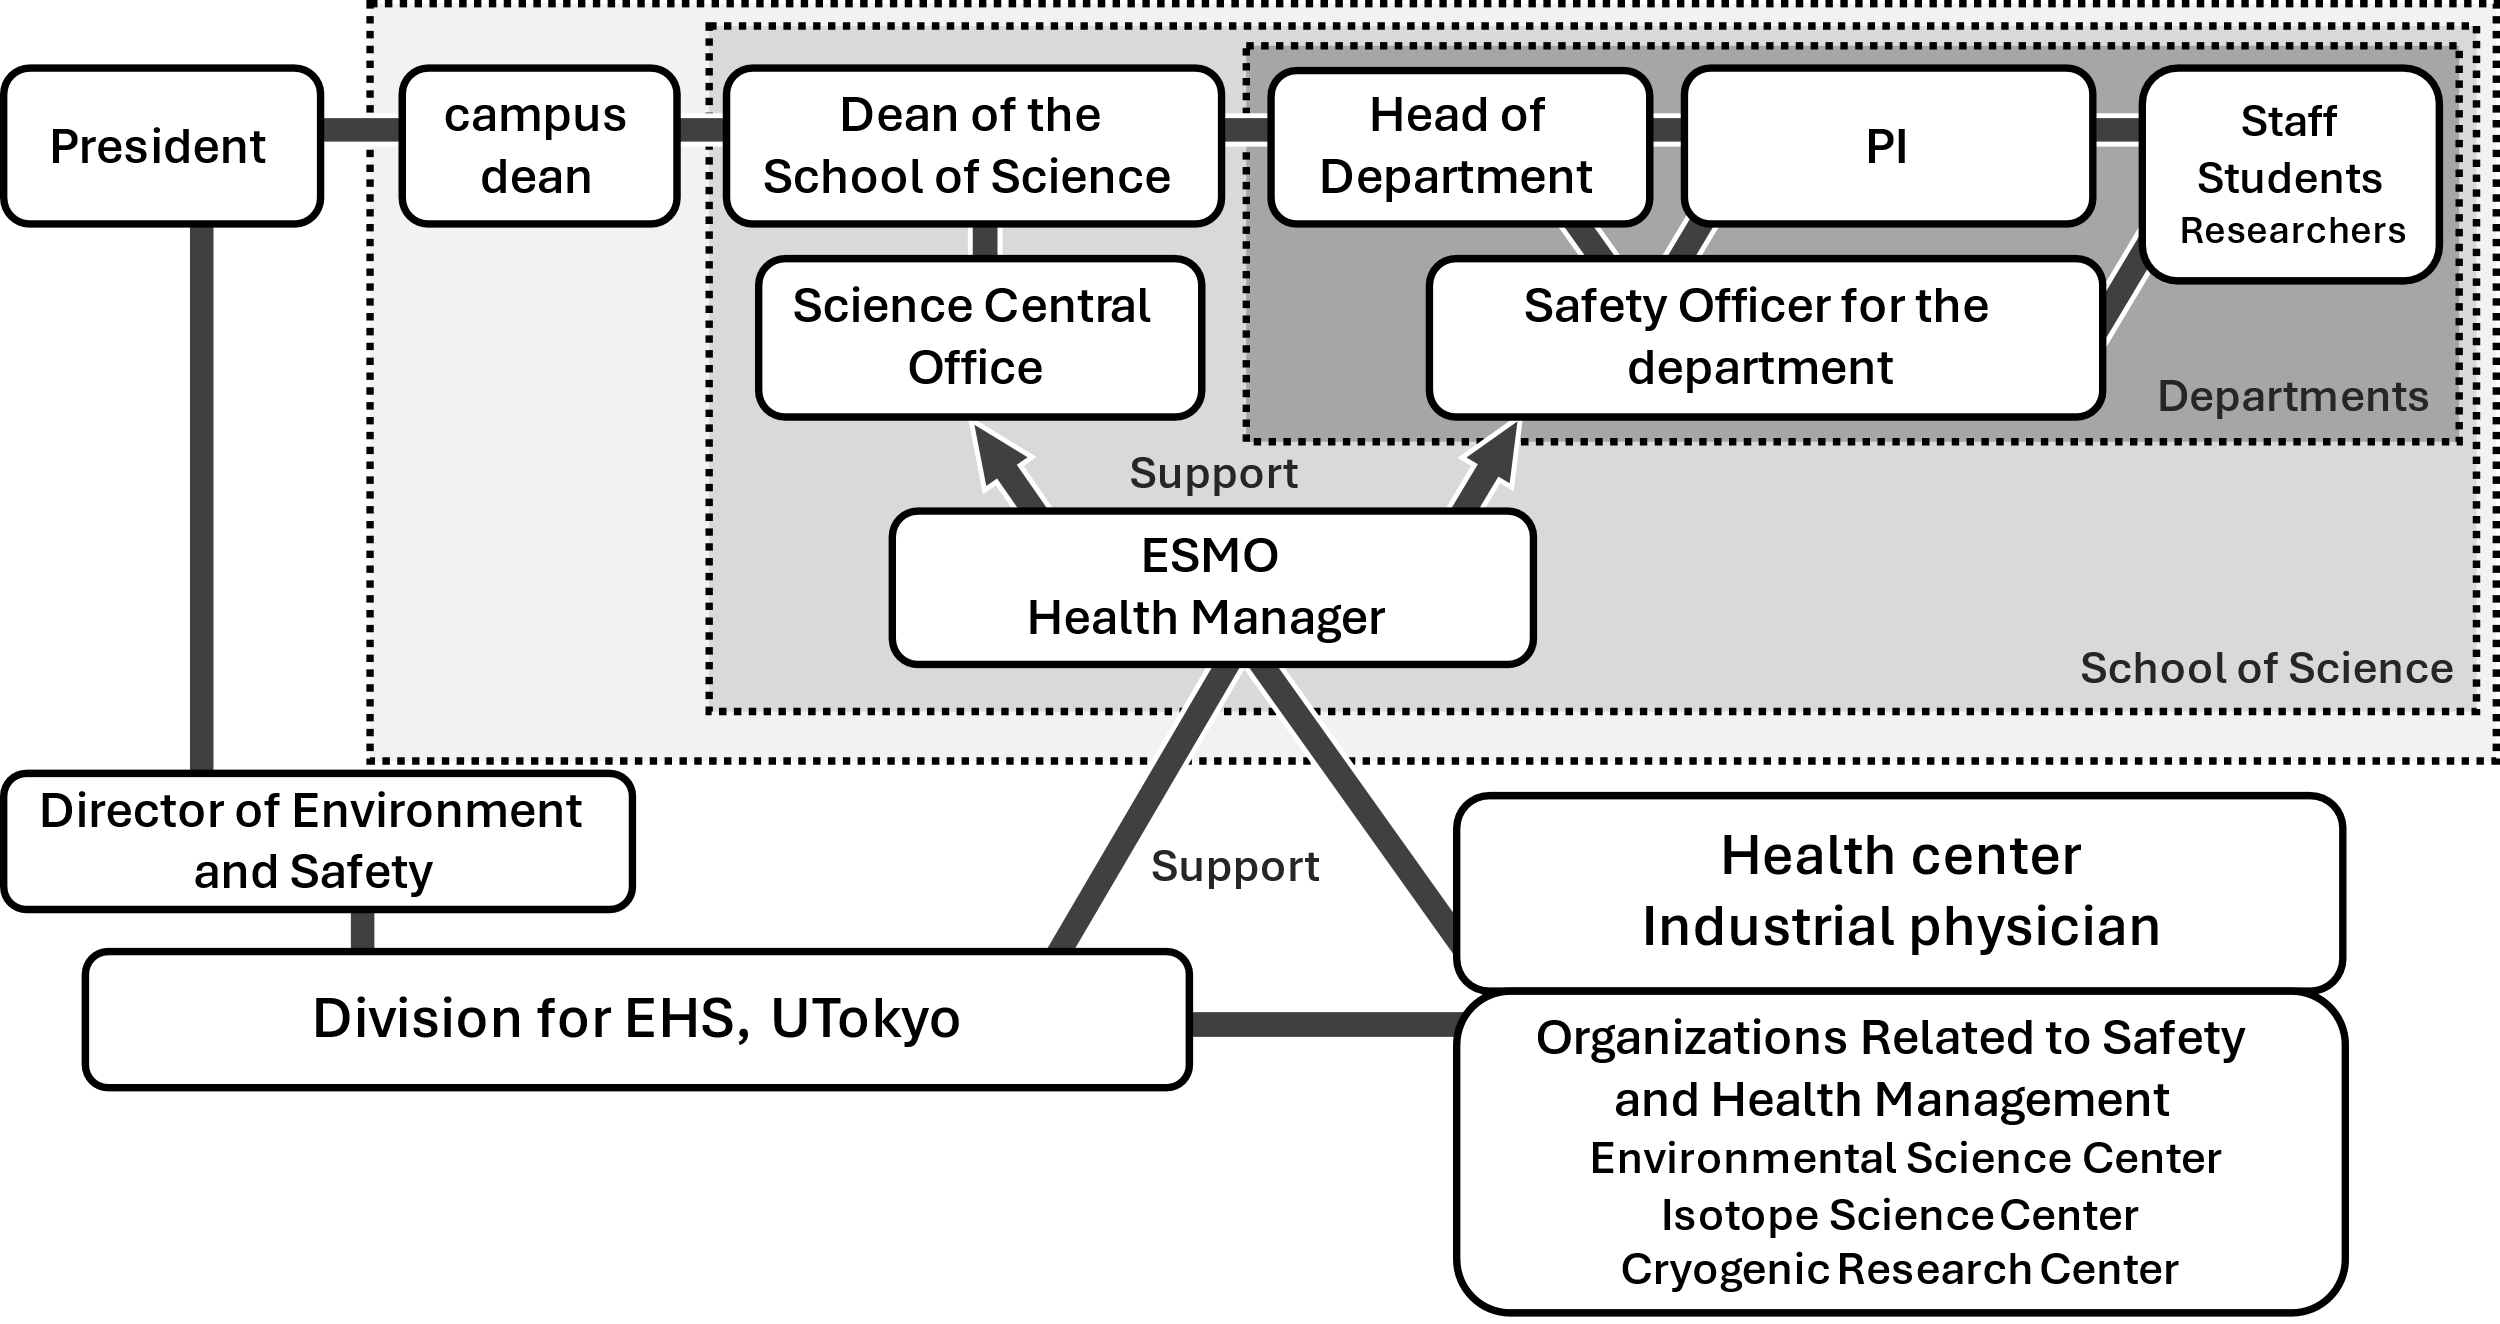 President
campus
dean
Dean of the
School of Science
Head of
Department
PI
Staff
Students
Researchers
Science Central
Office
Safety Officer for the
department
Departments
Support
ESMO
Health Manager
School of Science
Director of Environment
and Safety
Support
Health center
Industrial physician
Division for EHS, UTokyo
Organizations Related to Safety
and Health Management
Environmental Science Center
Isotope Science Center
Cryogenic Research Center